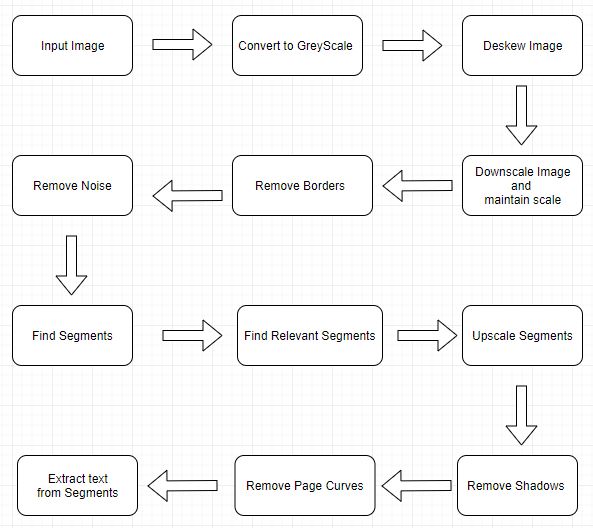 Input Image
Convert to GreyScale
Deskew Image
Downscale Image
and
maintain scale
Remove Borders
Remove Noise
Find Segments
Find Relevant Segments
Upscale Segments
Remove Shadows
Remove Page Curves
Extract text
from Segments